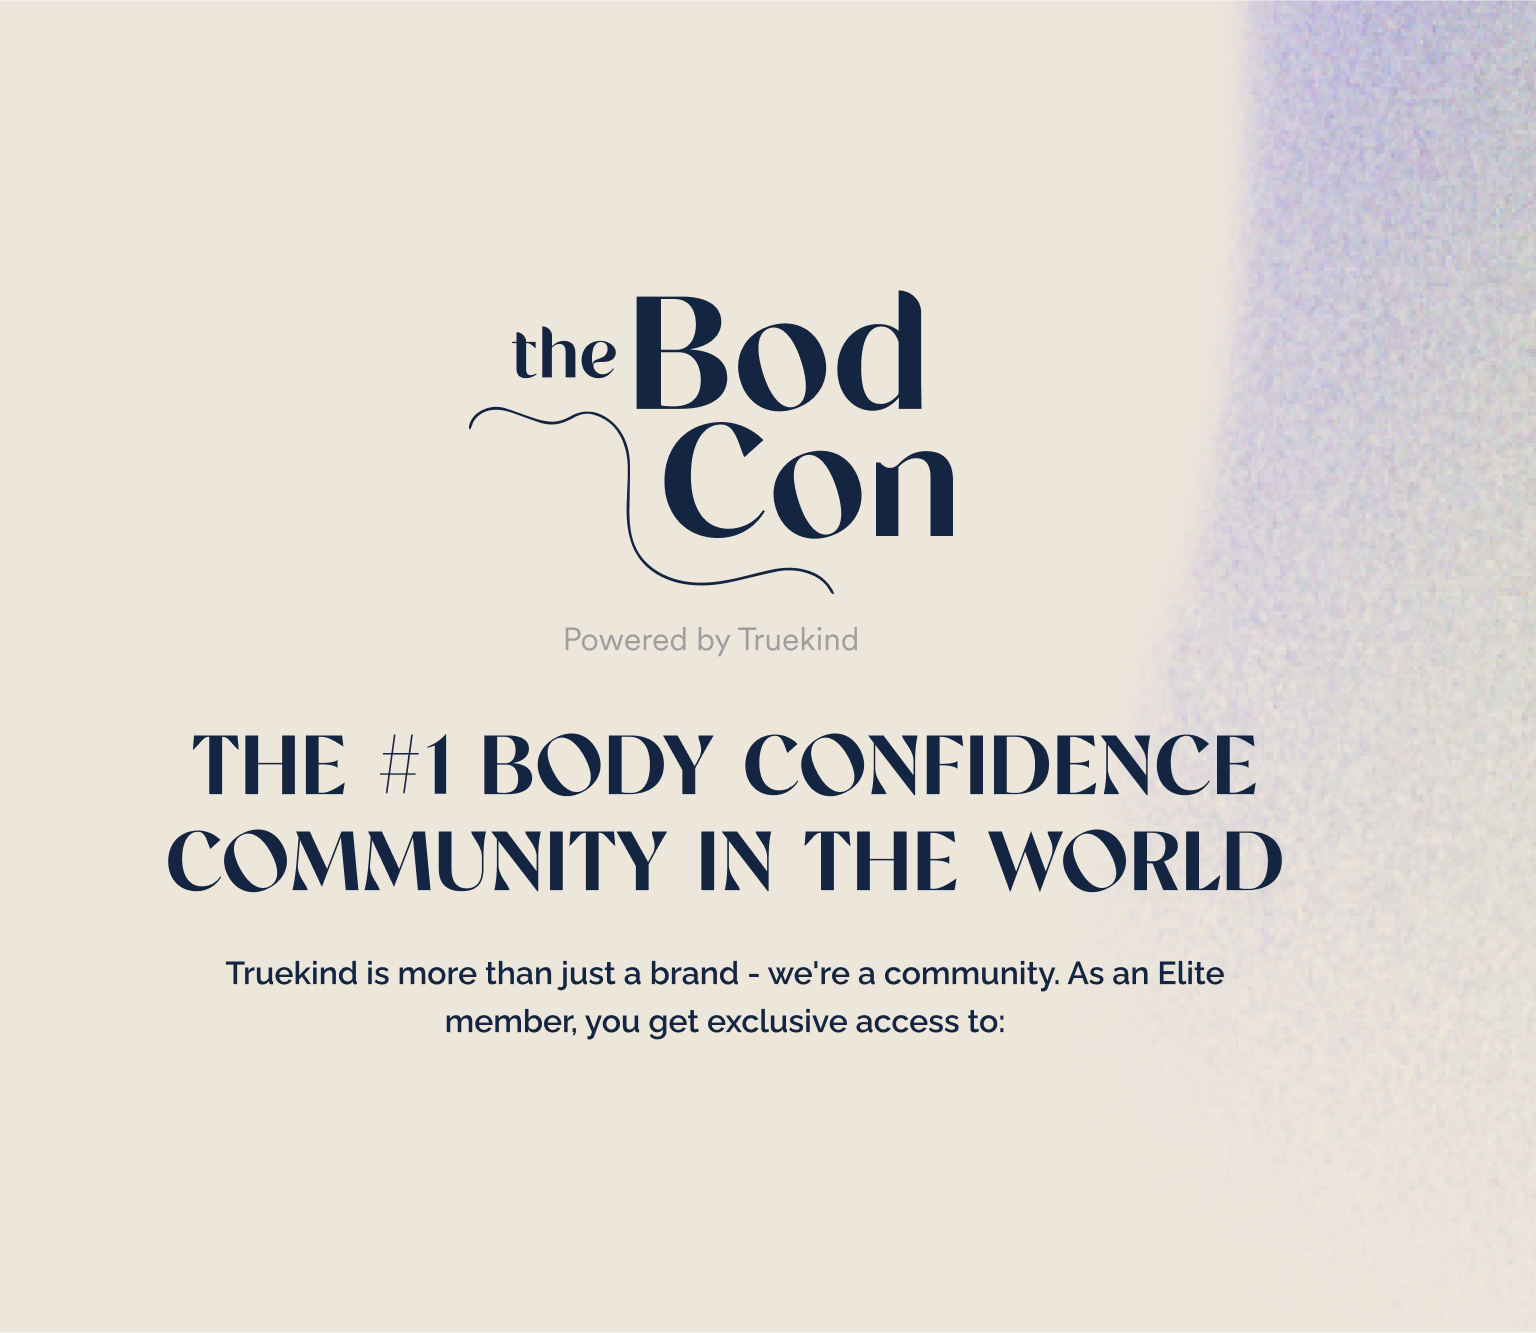 the Bod
Con
Powered by Truekind
THE #1 BODY CONFIDENCE
COMMUNITY IN THE WORLD
Truekind is more than just a brand - we're a community. As an Elite
member, you get exclusive access to: